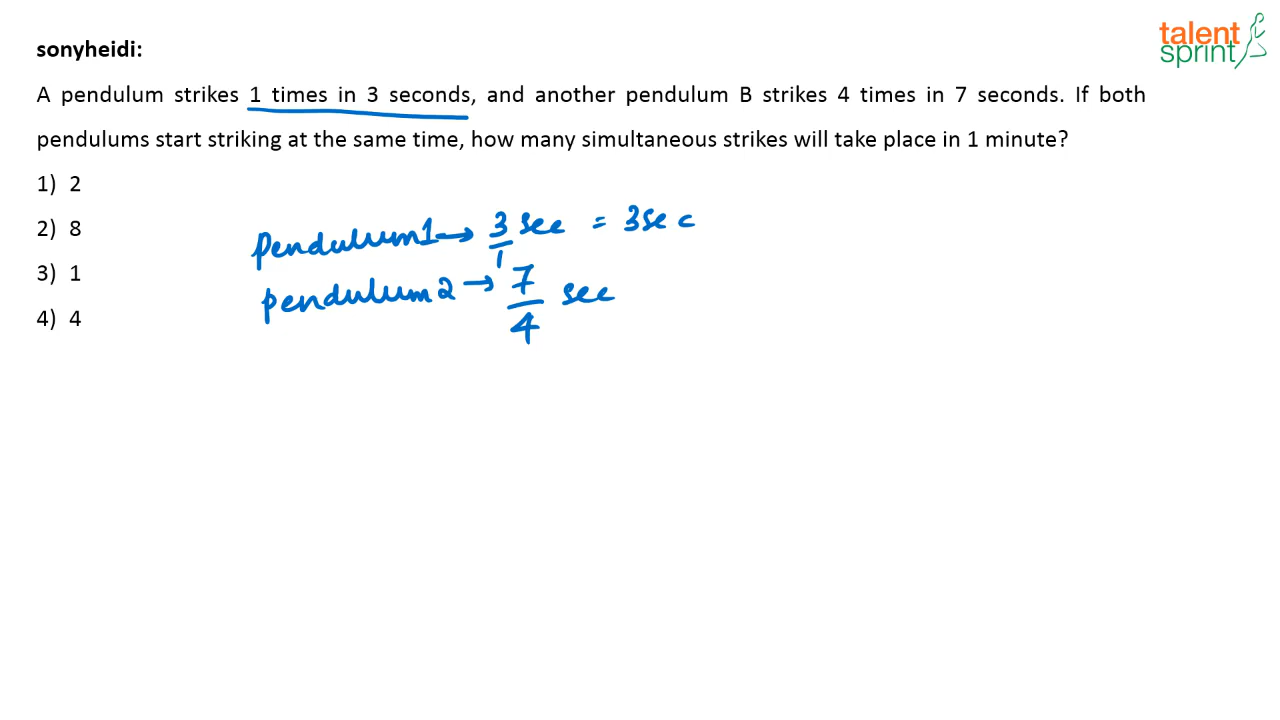 talent
sprint
sonyheidi:
A pendulum strikes 1 times in 3 seconds, and another pendulum B strikes 4 times in 7 seconds. If both
pendulums start striking at the same time, how many simultaneous strikes will take place in 1 minute?
1) 2
2) 8
3) 1
4) 4
Pendulum1 → 3/1 sec = 3sec
pendulum2 → 7/4 sec